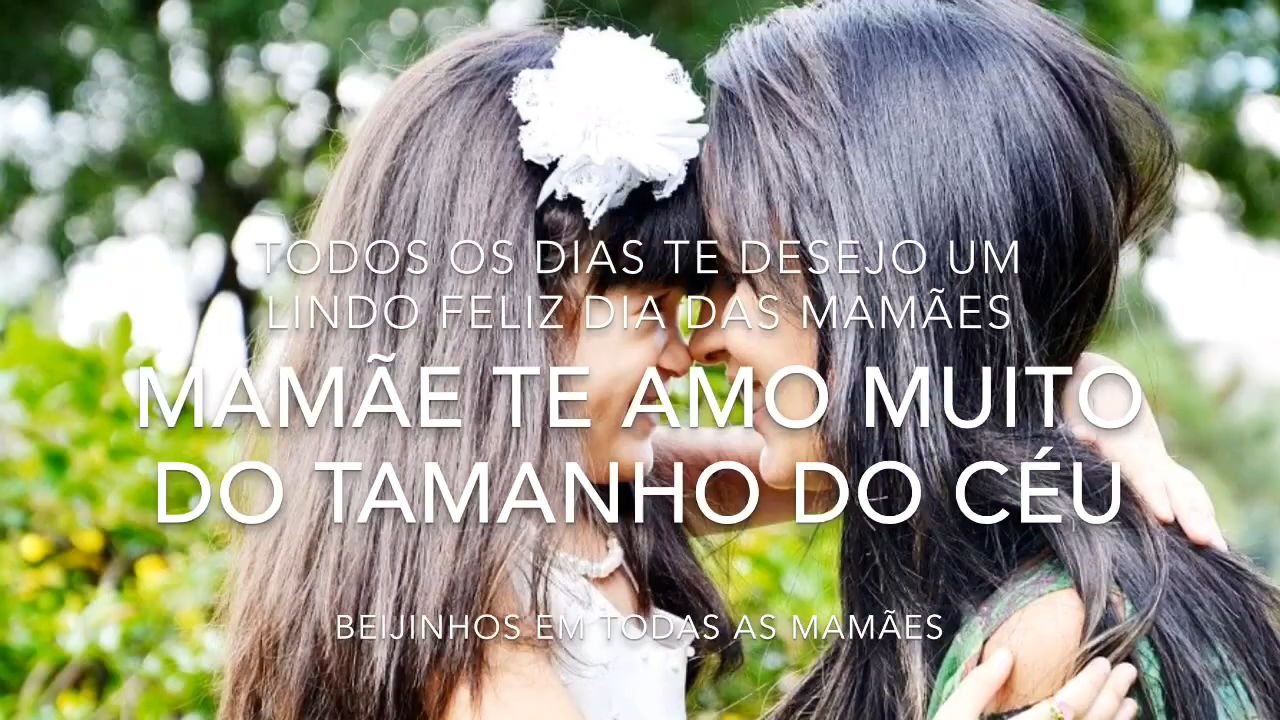 TODOS OS DIAS TE DESEJO UM
LINDO FELIZ DIA DAS MAMÃES
MAMÃE TE AMO MUITO
DO TAMANHO DO CÉU
BEIJINHOS EM TODAS AS MAMÃES